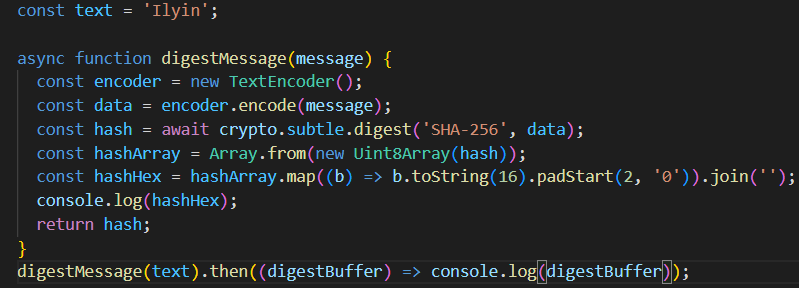 const text = 'Ilyin';
async function digestMessage(message) {
const encoder = new TextEncoder();
const data = encoder.encode(message);
const hash = await crypto.subtle.digest('SHA-256', data);
const hashArray = Array.from(new Uint8Array(hash));
const hashHex = hashArray.map((b) => b.toString(16).padStart(2, '0')).join('');
console.log(hashHex);
return hash;
}
digestMessage(text).then((digestBuffer) => console.log(digestBuffer));